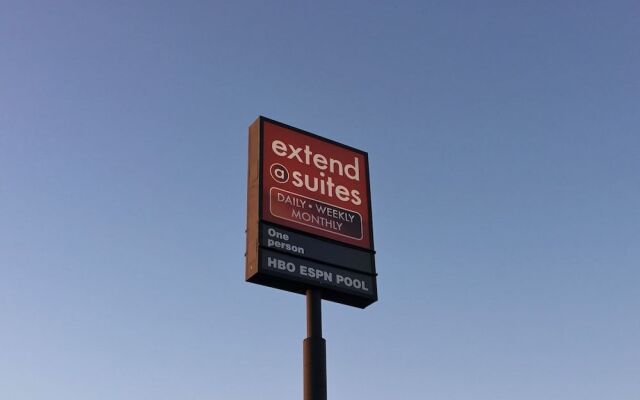 extend
a suites
DAILY • WEEKLY
MONTHLY
One
person
HBO ESPN POOL